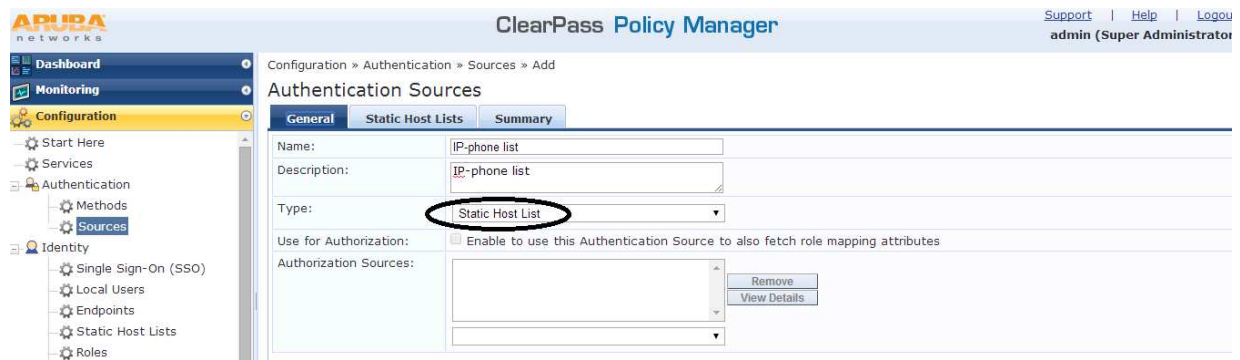 ARUBA
networks
ClearPass Policy Manager
Support | Help | Logou
admin (Super Administrator
Dashboard
Monitoring
Configuration
Start Here
Services
Authentication
Methods
Sources
Identity
Single Sign-On (SSO)
Local Users
Endpoints
Static Host Lists
Roles
Configuration » Authentication » Sources » Add
Authentication Sources
General Static Host Lists Summary
Name: IP-phone list
Description: IP-phone list
Type: Static Host List
Use for Authorization: Enable to use this Authentication Source to also fetch role mapping attributes
Authorization Sources:
Remove
View Details